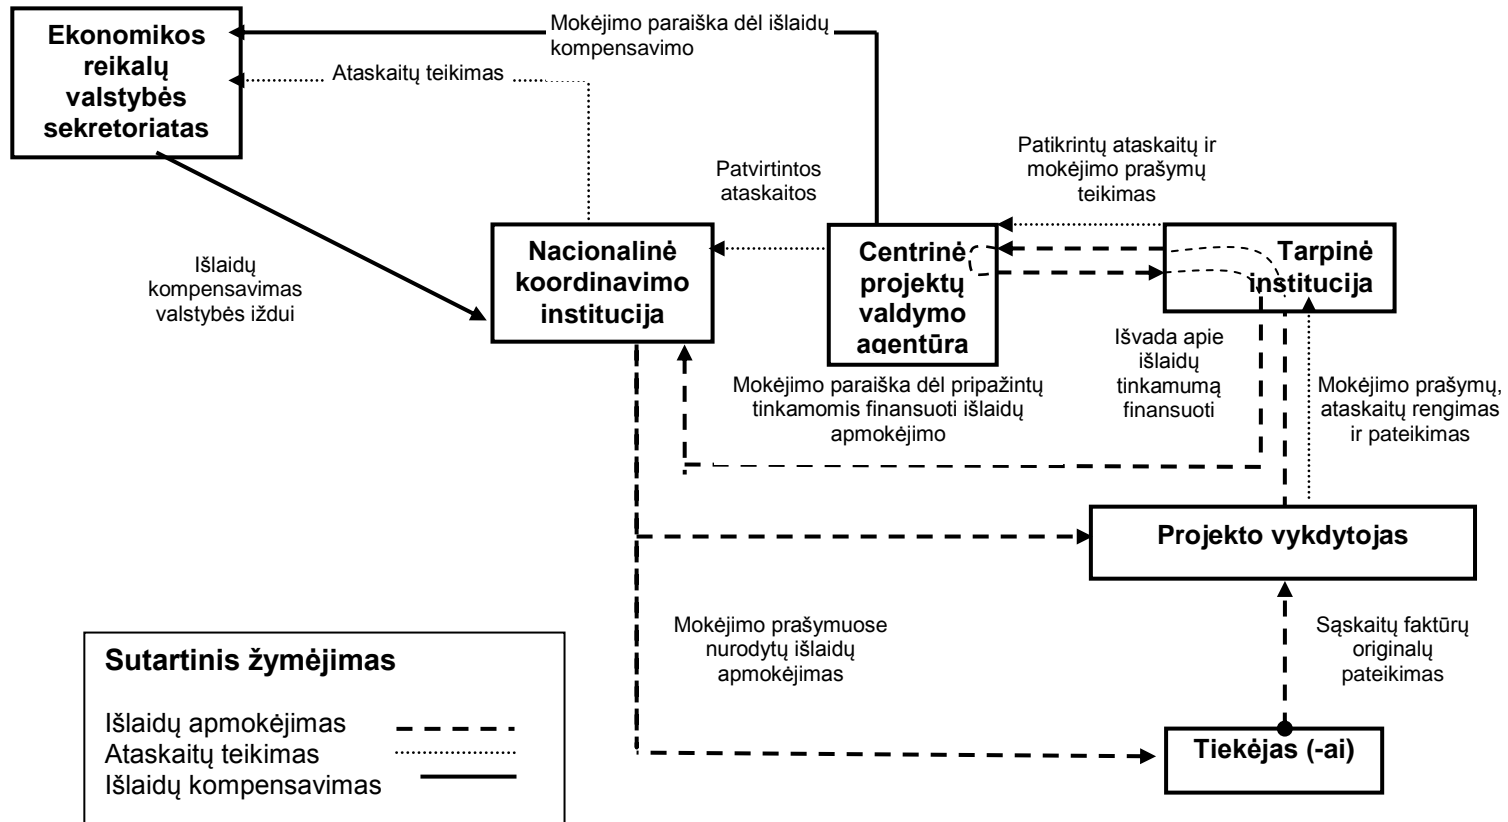 Ekonomikos
reikalų
valstybės
sekretoriatas
Mokėjimo paraiška dėl išlaidų
kompensavimo
Ataskaitų teikimas
Patvirtintos
ataskaitos
Patikrintų ataskaitų ir
mokėjimo prašymų
teikimas
Išlaidų
kompensavimas
valstybės iždui
Nacionalinė
koordinavimo
institucija
Centrinė
projektų
valdymo
agentūra
Tarpinė
institucija
Mokėjimo paraiška dėl pripažintų
tinkamomis finansuoti išlaidų
apmokėjimo
Išvada apie
išlaidų
tinkamumą
finansuoti
Mokėjimo prašymų,
ataskaitų rengimas
ir pateikimas
Projekto vykdytojas
Mokėjimo prašymuose
nurodytų išlaidų
apmokėjimas
Sąskaitų faktūrų
originalų
pateikimas
Tiekėjas (-ai)
Sutartinis žymėjimas
Išlaidų apmokėjimas
Ataskaitų teikimas
Išlaidų kompensavimas